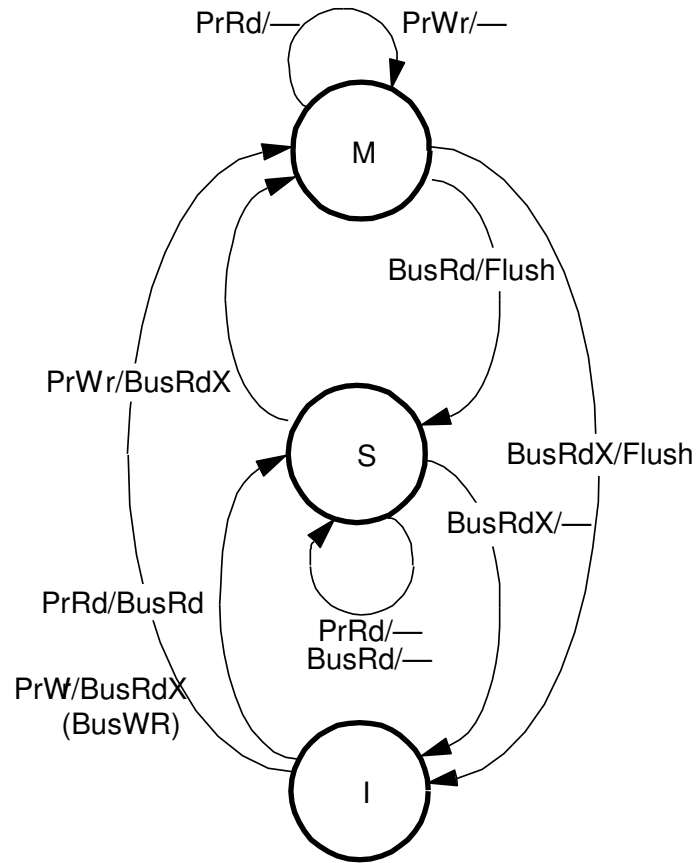 PrRd/—
PrWr/—
M
BusRd/Flush
PrWr/BusRdX
S
BusRdX/Flush
BusRdX/—
PrRd/BusRd
PrRd/—
BusRd/—
PrWr/BusRdX
(BusWR)
I